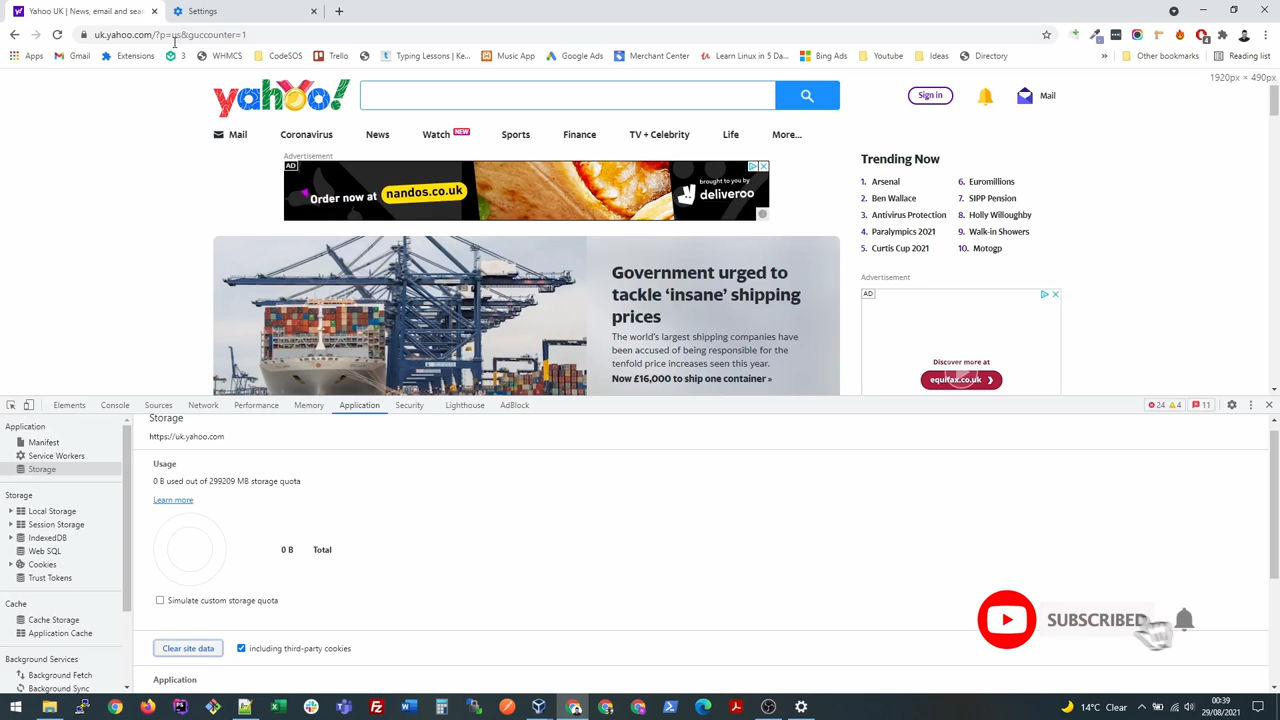 Yahoo UK | News, email and sear
Settings
uk.yahoo.com/?p=us&guccounter=1
Apps
Gmail
Extensions
3
WHMCS
CodeSOS
Trello
Typing Lessons | Ke...
Music App
Google Ads
Learn Linux in 5 Da...
Bing Ads
Youtube
Ideas
Directory
»
Other bookmarks
Reading list
1920px × 490px
yahoo!
Sign in
Mail
Mail
Coronavirus
News
Watch NEW
Sports
Finance
TV + Celebrity
Life
More...
Advertisement
AD
Order now at nandos.co.uk
brought to you by
deliveroo
Trending Now
1. Arsenal
2. Ben Wallace
3. Antivirus Protection
4. Paralympics 2021
5. Curtis Cup 2021
6. Euromillions
7. SIPP Pension
8. Holly Willoughby
9. Walk-in Showers
10. Motogp
Government urged to
tackle ‘insane’ shipping
prices
The world's largest shipping companies have
been accused of being responsible for the
tenfold price increases seen this year.
Now £16,000 to ship one container »
Advertisement
AD
Discover more at
equifax.co.uk
Elements
Console
Sources
Network
Performance
Memory
Application
Security
Lighthouse
AdBlock
24
4
11
Application
Manifest
Service Workers
Storage
Storage
Local Storage
Session Storage
IndexedDB
Web SQL
Cookies
Trust Tokens
Cache
Cache Storage
Application Cache
Background Services
Background Fetch
Background Sync
Storage
https://uk.yahoo.com
Usage
0 B used out of 299209 MB storage quota
Learn more
0 B Total
Simulate custom storage quota
Clear site data
including third-party cookies
Application
SUBSCRIBED
14°C Clear
00:39
29/08/2021